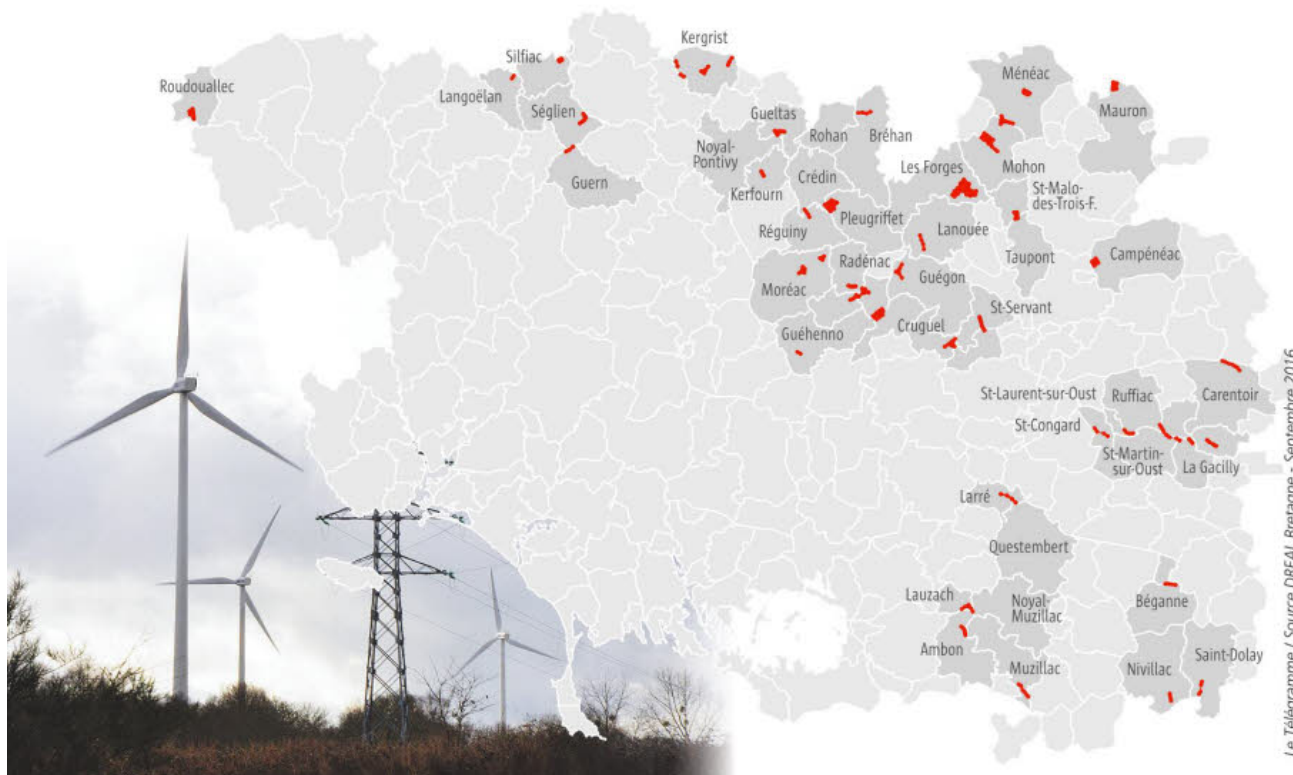 Kergrist
Silfiac
Ménéac
Roudouallec
Langoëlan
Mauron
Séglien
Gueltas
Rohan
Bréhan
Noyal-
Pontivy
Les Forges
Mohon
Guern
Kerfourn
Crédin
St-Malo-
des-Trois-F.
Pleugriffet
Réguiny
Lanouée
Taupont
Campénéac
Radénac
Guégon
Moréac
St-Servant
Guéhenno
Cruguel
St-Laurent-sur-Oust
Ruffiac
Carentoir
St-Congard
St-Martin-
sur-Oust
La Gacilly
Larré
Questembert
Lauzach
Noyal-
Muzillac
Béganne
Ambon
Muzillac
Nivillac
Saint-Dolay
Le Télégramme / Source DREAL Bretagne - Septembre 2016